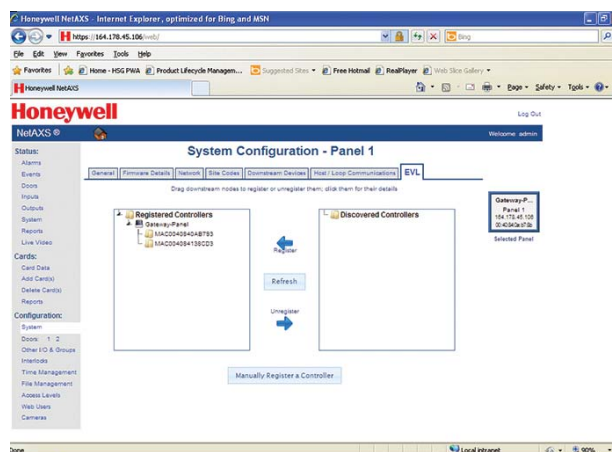 Honeywell NetAXS - Internet Explorer, optimized for Bing and MSN
https://164.178.45.106/web/
Bing
File Edit View Favorites Tools Help
Favorites Home - HSG PWA Product Lifecycle Managem... Suggested Sites Free Hotmail RealPlayer Web Slice Gallery
Honeywell NetAXS
Page Safety Tools
Honeywell
Log Out
NetAXS ®
Welcome admin
Status:
Alarms
Events
Doors
Inputs
Outputs
System
Reports
Live Video
Cards:
Card Data
Add Card(s)
Delete Card(s)
Reports
Configuration:
System
Doors: 1 2
Other I/O & Groups
Interlocks
Time Management
File Management
Access Levels
Web Users
Cameras
System Configuration - Panel 1
General Firmware Details Network Site Codes Downstream Devices Host / Loop Communications EVL
Drag downstream nodes to register or unregister them; click them for their details
Registered Controllers
Gateway-Panel
MAC0040840AB793
MAC004084138CD3
Register
Refresh
Unregister
Discovered Controllers
Manually Register a Controller
Gateway-P...
Panel 1
164.178.45.106
Selected Panel
Done
Local intranet
90%